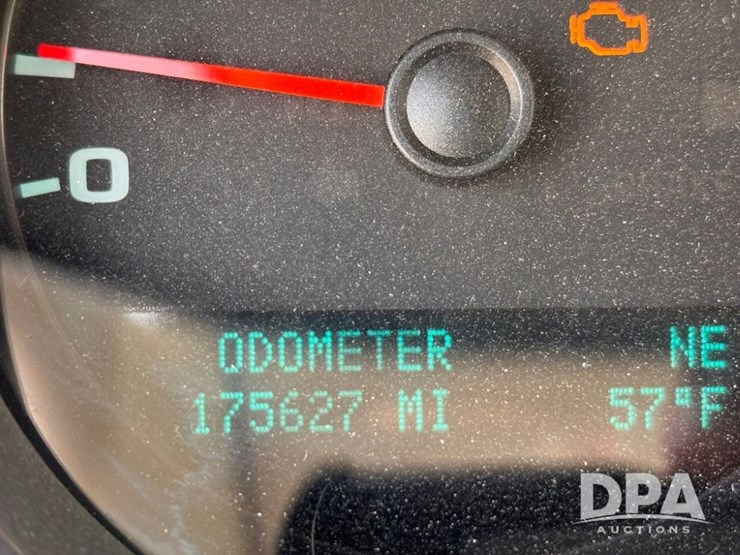 0
ODOMETER NE
175627 MI 57°F
DPA
AUCTIONS